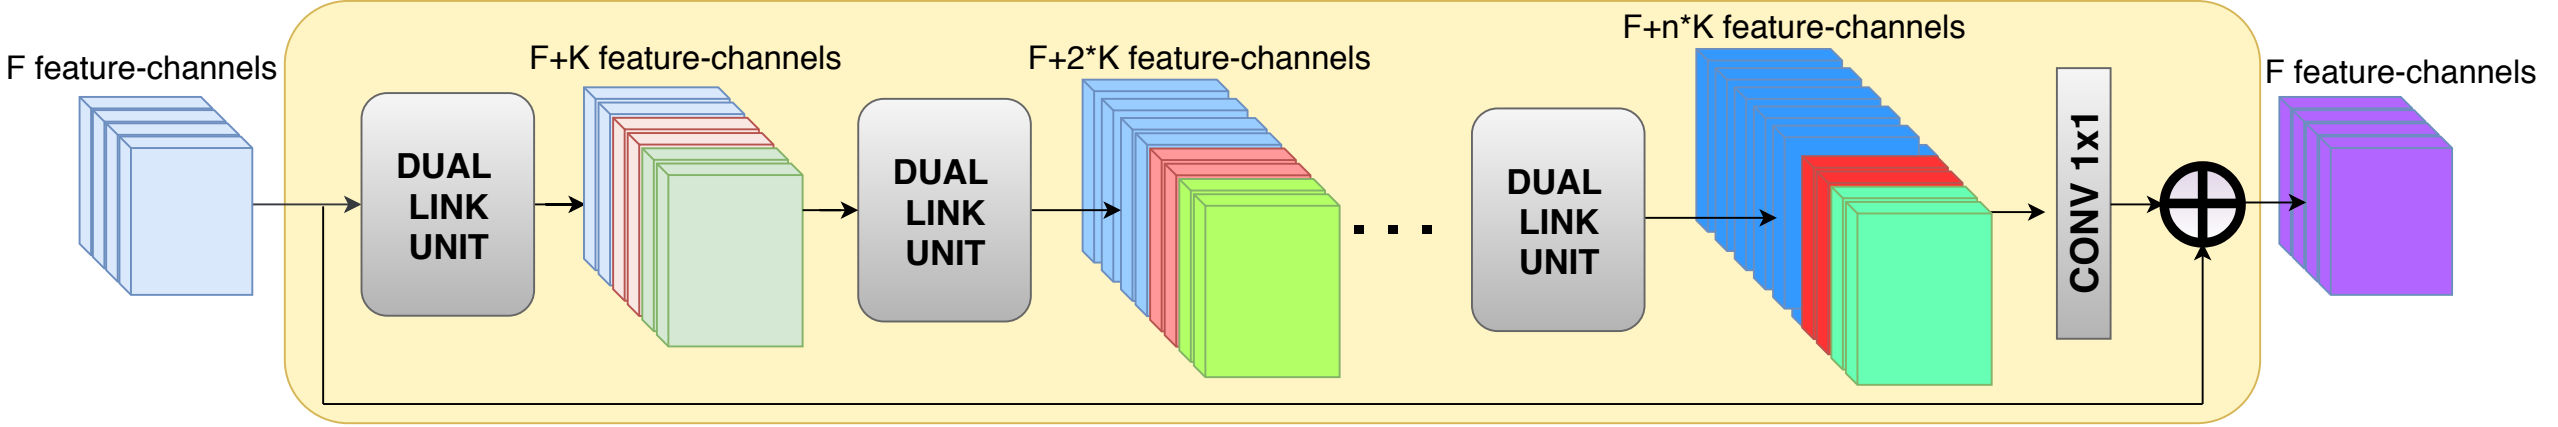 F feature-channels
DUAL
LINK
UNIT
F+K feature-channels
DUAL
LINK
UNIT
F+2*K feature-channels
. . .
DUAL
LINK
UNIT
F+n*K feature-channels
CONV 1x1
F feature-channels